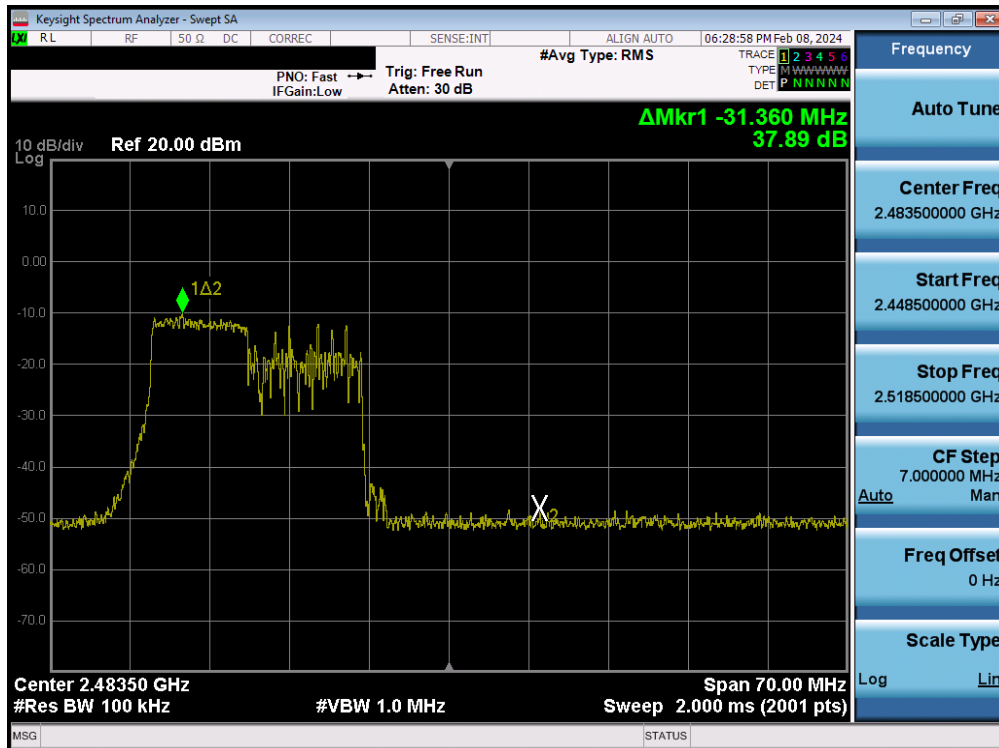 Keysight Spectrum Analyzer - Swept SA
LXI RL RF 50 Ω DC CORREC SENSE:INT ALIGN AUTO 06:28:58 PM Feb 08, 2024
PNO: Fast
IFGain:Low
Trig: Free Run
Atten: 30 dB
#Avg Type: RMS
TRACE 1 2 3 4 5 6
TYPE M WWWWW
DET P N N N N N
ΔMkr1 -31.360 MHz
37.89 dB
10 dB/div Ref 20.00 dBm
Log
10.0
0.00
-10.0
-20.0
-30.0
-40.0
-50.0
-60.0
-70.0
1Δ2
X2
Center 2.48350 GHz Span 70.00 MHz
#Res BW 100 kHz #VBW 1.0 MHz Sweep 2.000 ms (2001 pts)
MSG STATUS
Frequency
Auto Tune
Center Freq
2.483500000 GHz
Start Freq
2.448500000 GHz
Stop Freq
2.518500000 GHz
CF Step
7.000000 MHz
Auto Man
Freq Offset
0 Hz
Scale Type
Log Lin